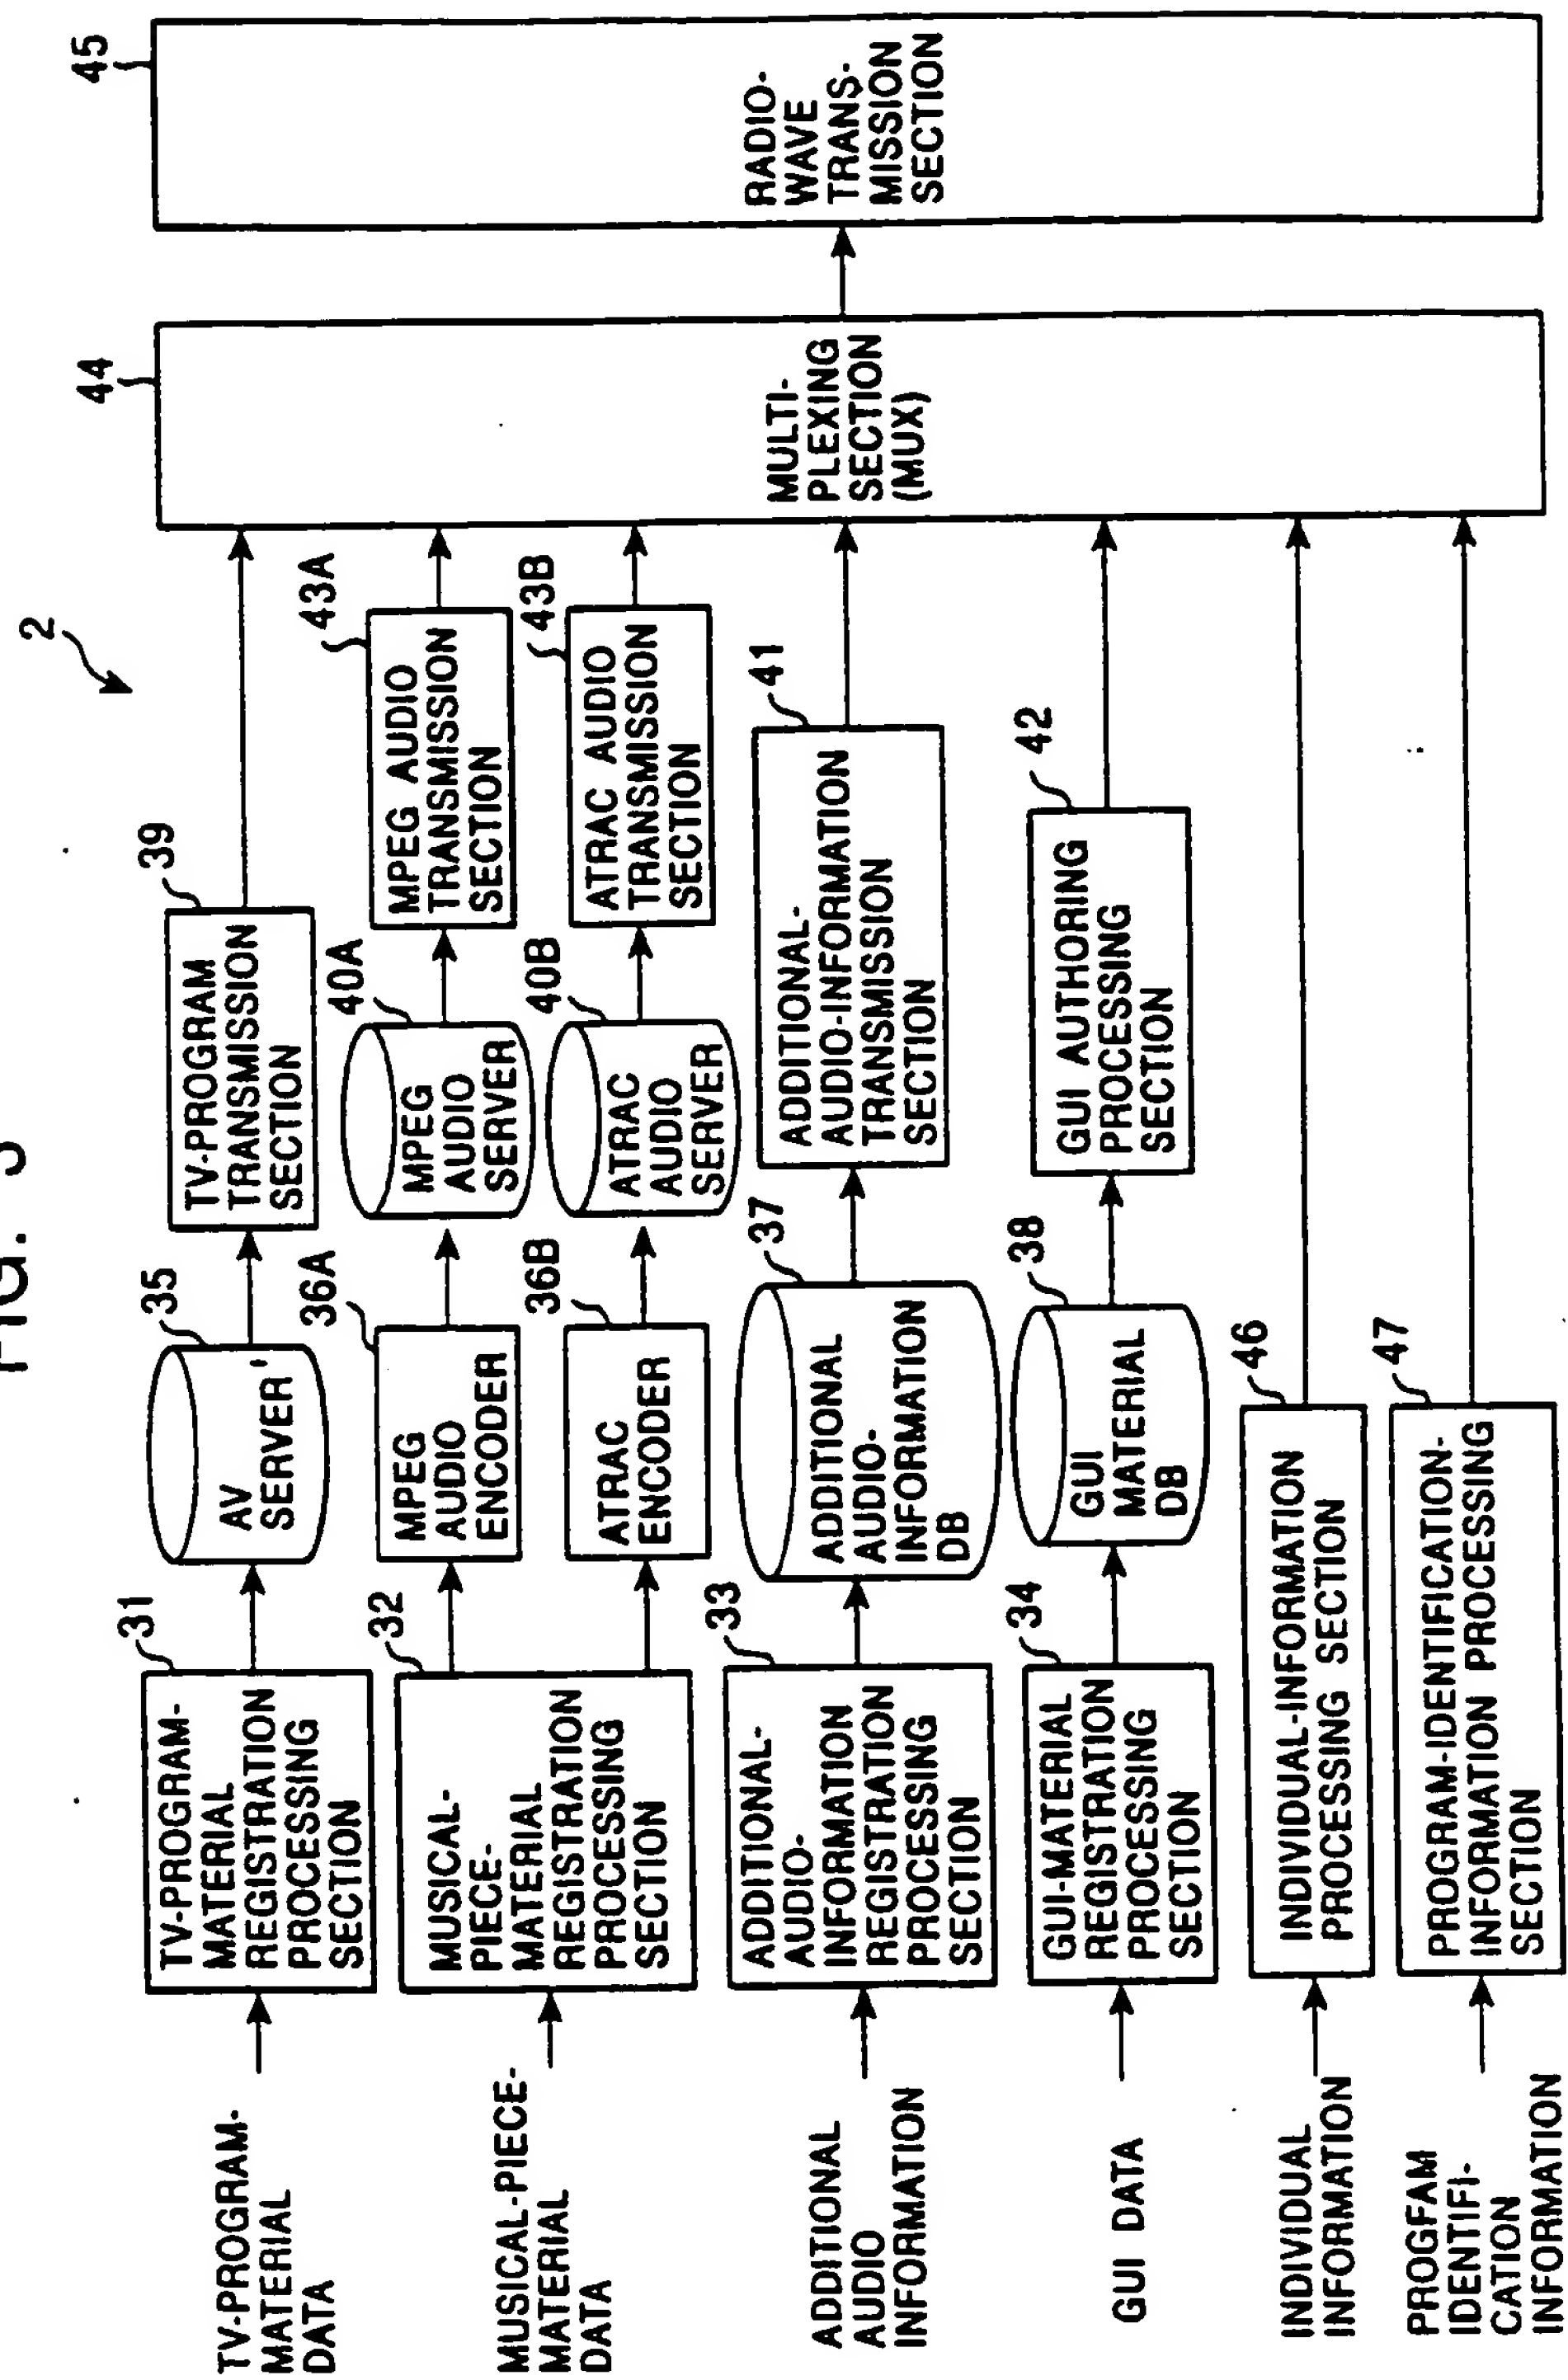 FIG. 3
2
TV-PROGRAM-
MATERIAL
DATA
31
TV-PROGRAM-
MATERIAL
REGISTRATION
PROCESSING
SECTION
35
AV
SERVER'
39
TV-PROGRAM
TRANSMISSION
SECTION
MUSICAL-PIECE-
MATERIAL
DATA
32
MUSICAL-
PIECE-
MATERIAL
REGISTRATION
PROCESSING
SECTION
36A
MPEG
AUDIO
ENCODER
40A
MPEG
AUDIO
SERVER
43A
MPEG AUDIO
TRANSMISSION
SECTION
36B
ATRAC
ENCODER
40B
ATRAC
AUDIO
SERVER
43B
ATRAC AUDIO
TRANSMISSION
SECTION
ADDITIONAL
AUDIO
INFORMATION
33
ADDITIONAL-
AUDIO-
INFORMATION
REGISTRATION
PROCESSING
SECTION
37
ADDITIONAL
AUDIO-
INFORMATION
DB
41
ADDITIONAL-
AUDIO-INFORMATION
TRANSMISSION
SECTION
GUI DATA
34
GUI-MATERIAL
REGISTRATION
PROCESSING
SECTION
38
GUI
MATERIAL
DB
42
GUI AUTHORING
PROCESSING
SECTION
INDIVIDUAL
INFORMATION
46
INDIVIDUAL-INFORMATION
PROCESSING SECTION
PROGFAM
IDENTIFI-
CATION
INFORMATION
47
PROGRAM-IDENTIFICATION-
INFORMATION PROCESSING
SECTION
44
MULTI-
PLEXING
SECTION
(MUX)
45
RADIO-
WAVE
TRANS-
MISSION
SECTION